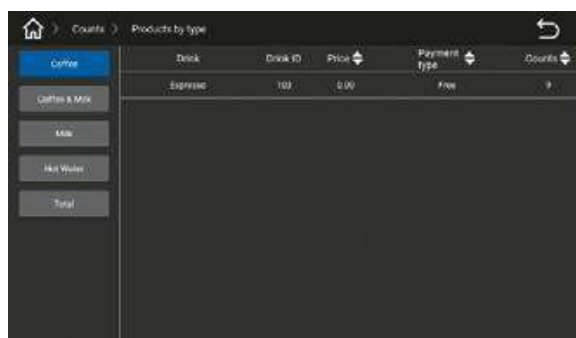 Counts > Products by type
Coffee
Coffee & Milk
Milk
Hot Water
Total
Drink Drink ID Price Payment type Counts
Espresso 103 0.00 Free 9